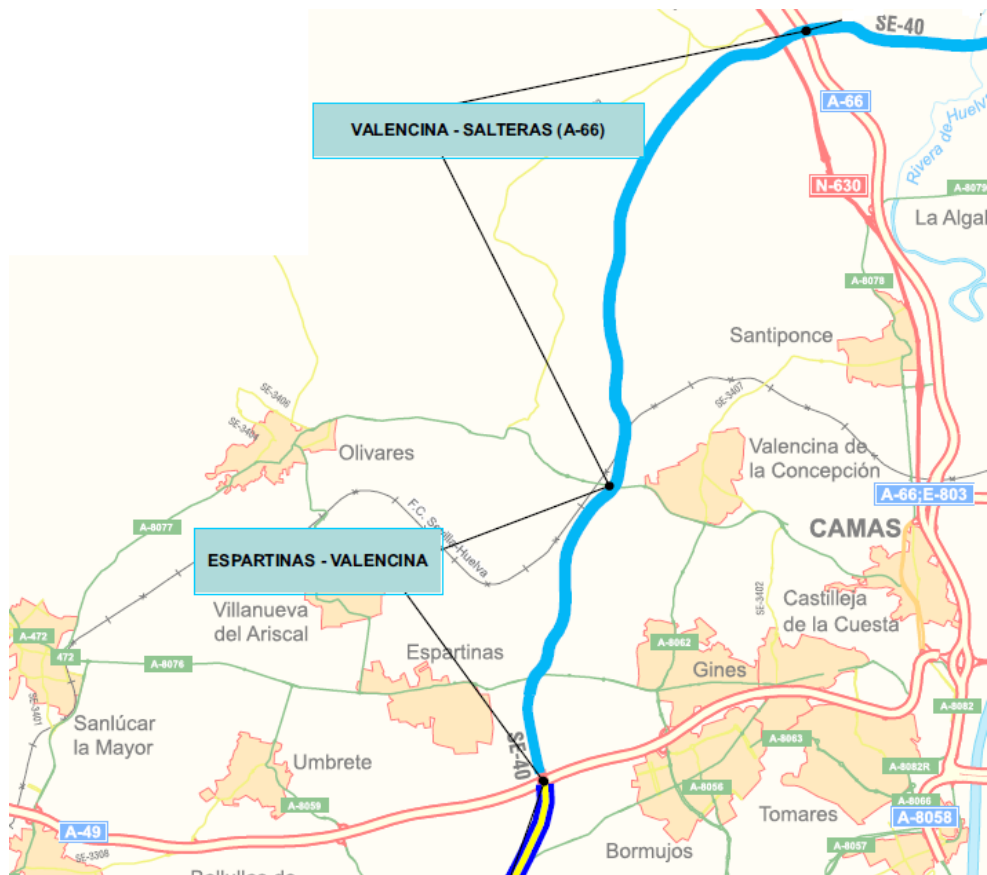 SE-40
A-66
Rivera de Huelva
VALENCINA - SALTERAS (A-66)
N-630
A-8079
La Algal
A-8078
Santiponce
SE-3406
SE-3407
SE-3404
Olivares
Valencina de
la Concepción
A-66;E-803
A-8077
F.C. Sevilla-Huelva
CAMAS
ESPARTINAS - VALENCINA
SE-3402
Castilleja
de la Cuesta
Villanueva
del Ariscal
A-472
472
A-8076
Espartinas
A-8062
Gines
SE-3401
Sanlúcar
la Mayor
A-8082
SE-40
Umbrete
A-8063
A-8082R
A-8059
A-8056
A-8066
Tomares
A-8058
A-49
SE-3308
Bormujos
A-8057